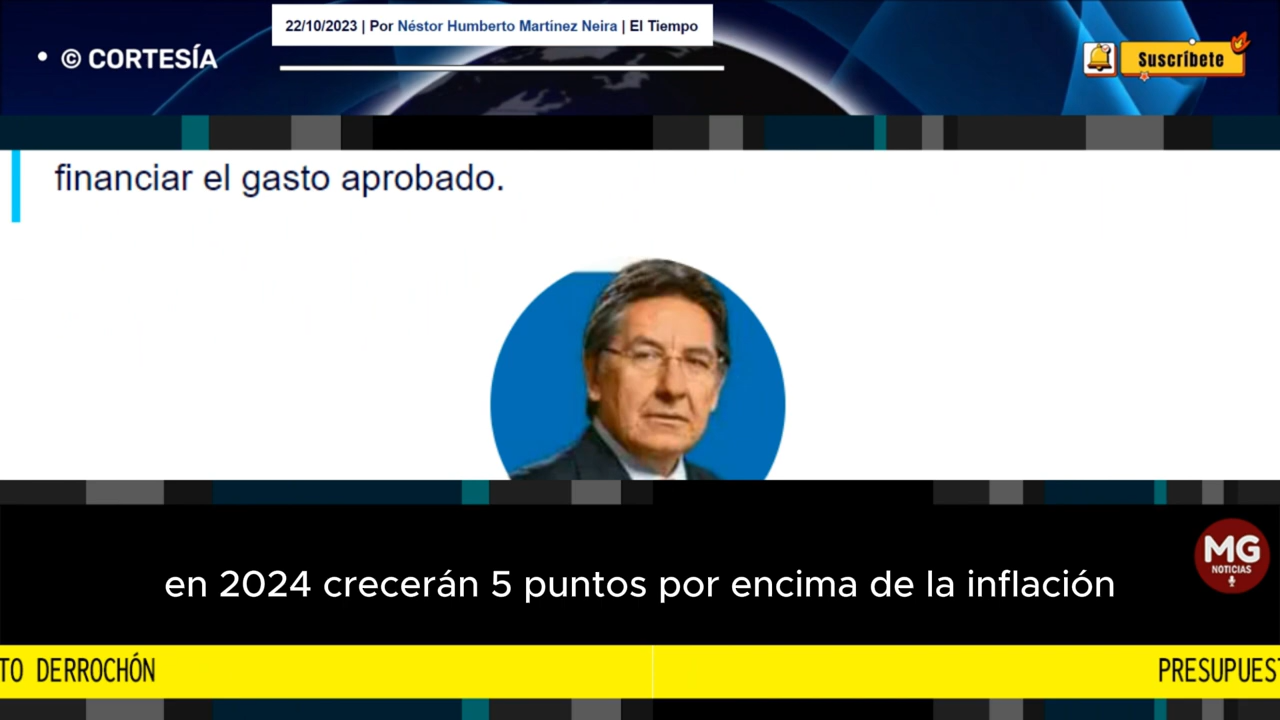 22/10/2023 | Por Néstor Humberto Martínez Neira | El Tiempo
• © CORTESÍA
Suscríbete
financiar el gasto aprobado.
MG
NOTICIAS
en 2024 crecerán 5 puntos por encima de la inflación
TO DERROCHÓN
PRESUPUEST